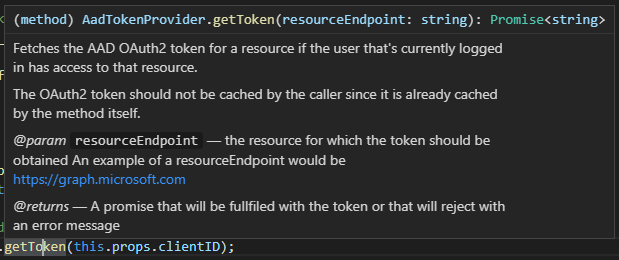 (method) AadTokenProvider.getToken(resourceEndpoint: string): Promise<string>
Fetches the AAD OAuth2 token for a resource if the user that's currently logged
in has access to that resource.
The OAuth2 token should not be cached by the caller since it is already cached
by the method itself.
@param resourceEndpoint — the resource for which the token should be
obtained An example of a resourceEndpoint would be
https://graph.microsoft.com
@returns — A promise that will be fullfiled with the token or that will reject with
an error message
.getToken(this.props.clientID);